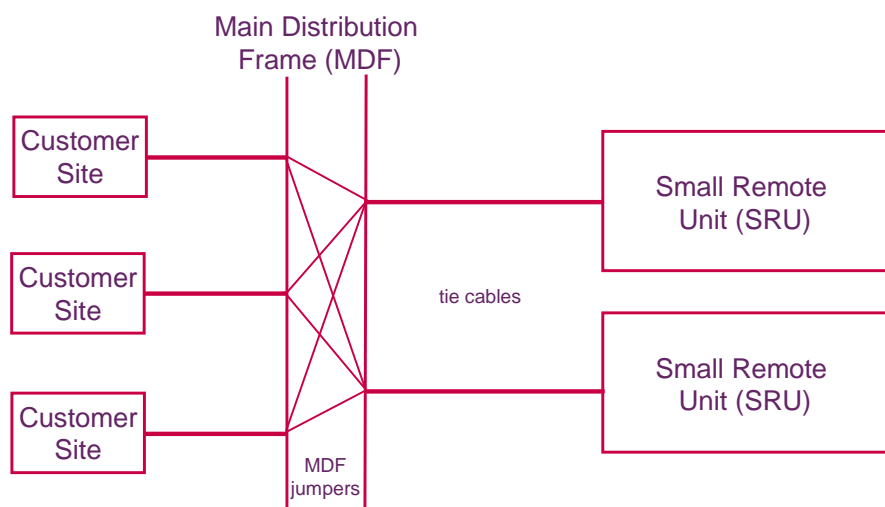 Main Distribution
Frame (MDF)
Customer
Site
Small Remote
Unit (SRU)
Customer
Site
tie cables
Small Remote
Unit (SRU)
Customer
Site
MDF
jumpers